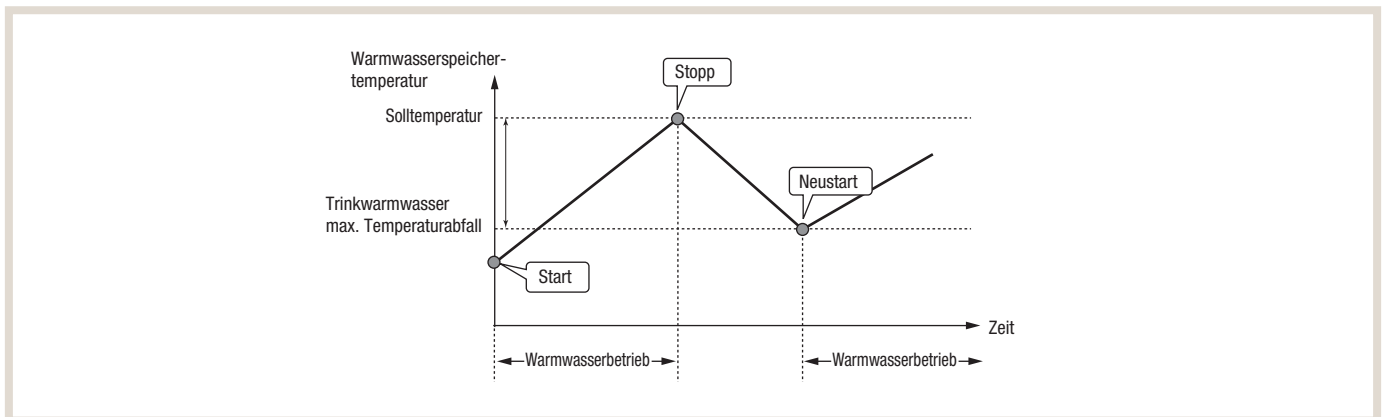 Warmwasserspeicher-
temperatur
Stopp
Solltemperatur
Neustart
Trinkwarmwasser
max. Temperaturabfall
Start
Zeit
Warmwasserbetrieb
Warmwasserbetrieb